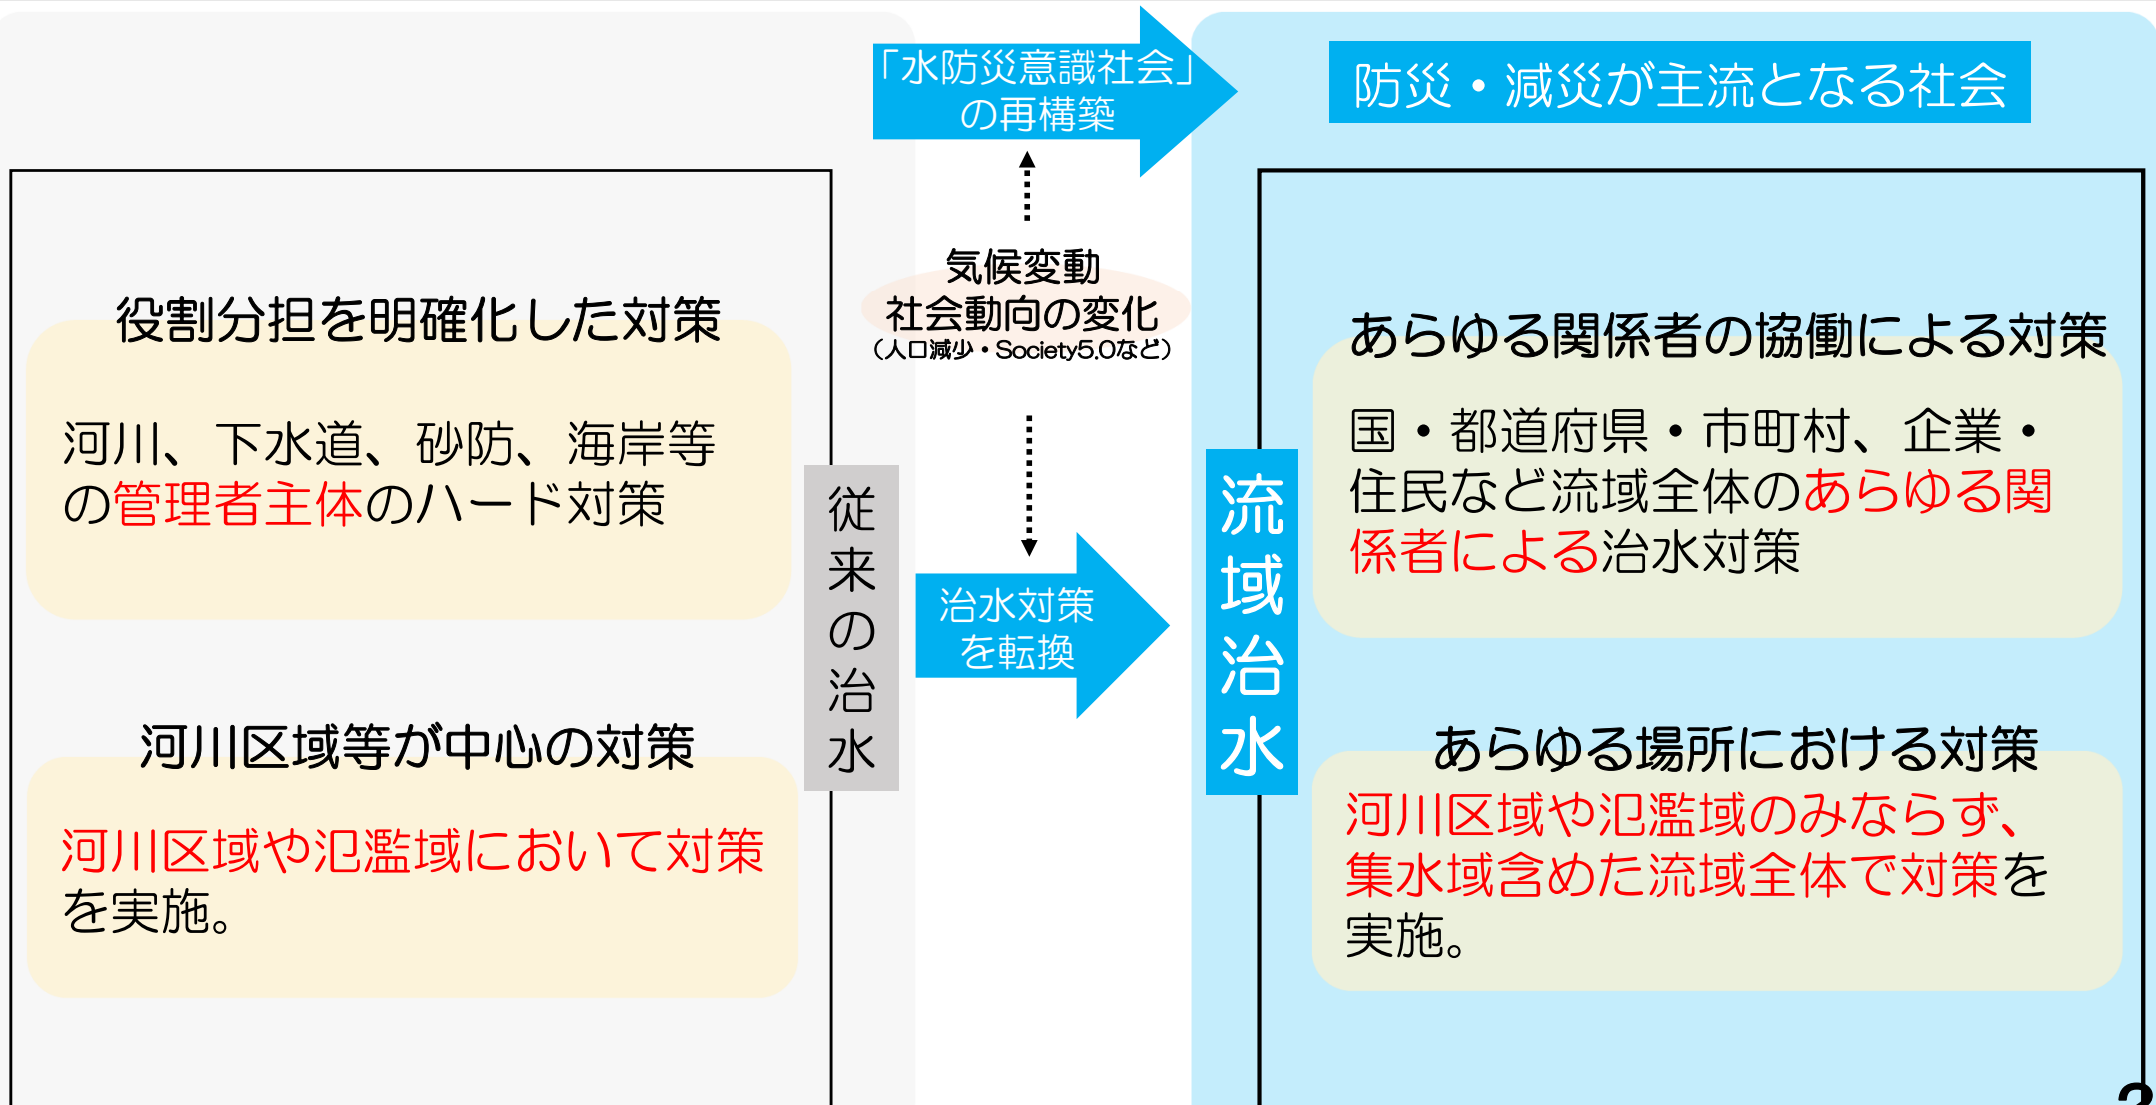 「水防災意識社会」
の再構築
防災・減災が主流となる社会
気候変動
社会動向の変化
（人口減少・Society5.0など）
役割分担を明確化した対策
河川、下水道、砂防、海岸等
の管理者主体のハード対策
河川区域等が中心の対策
河川区域や氾濫域において対策
を実施。
従来の治水
治水対策
を転換
流域治水
あらゆる関係者の協働による対策
国・都道府県・市町村、企業・
住民など流域全体のあらゆる関
係者による治水対策
あらゆる場所における対策
河川区域や氾濫域のみならず、
集水域含めた流域全体で対策を
実施。